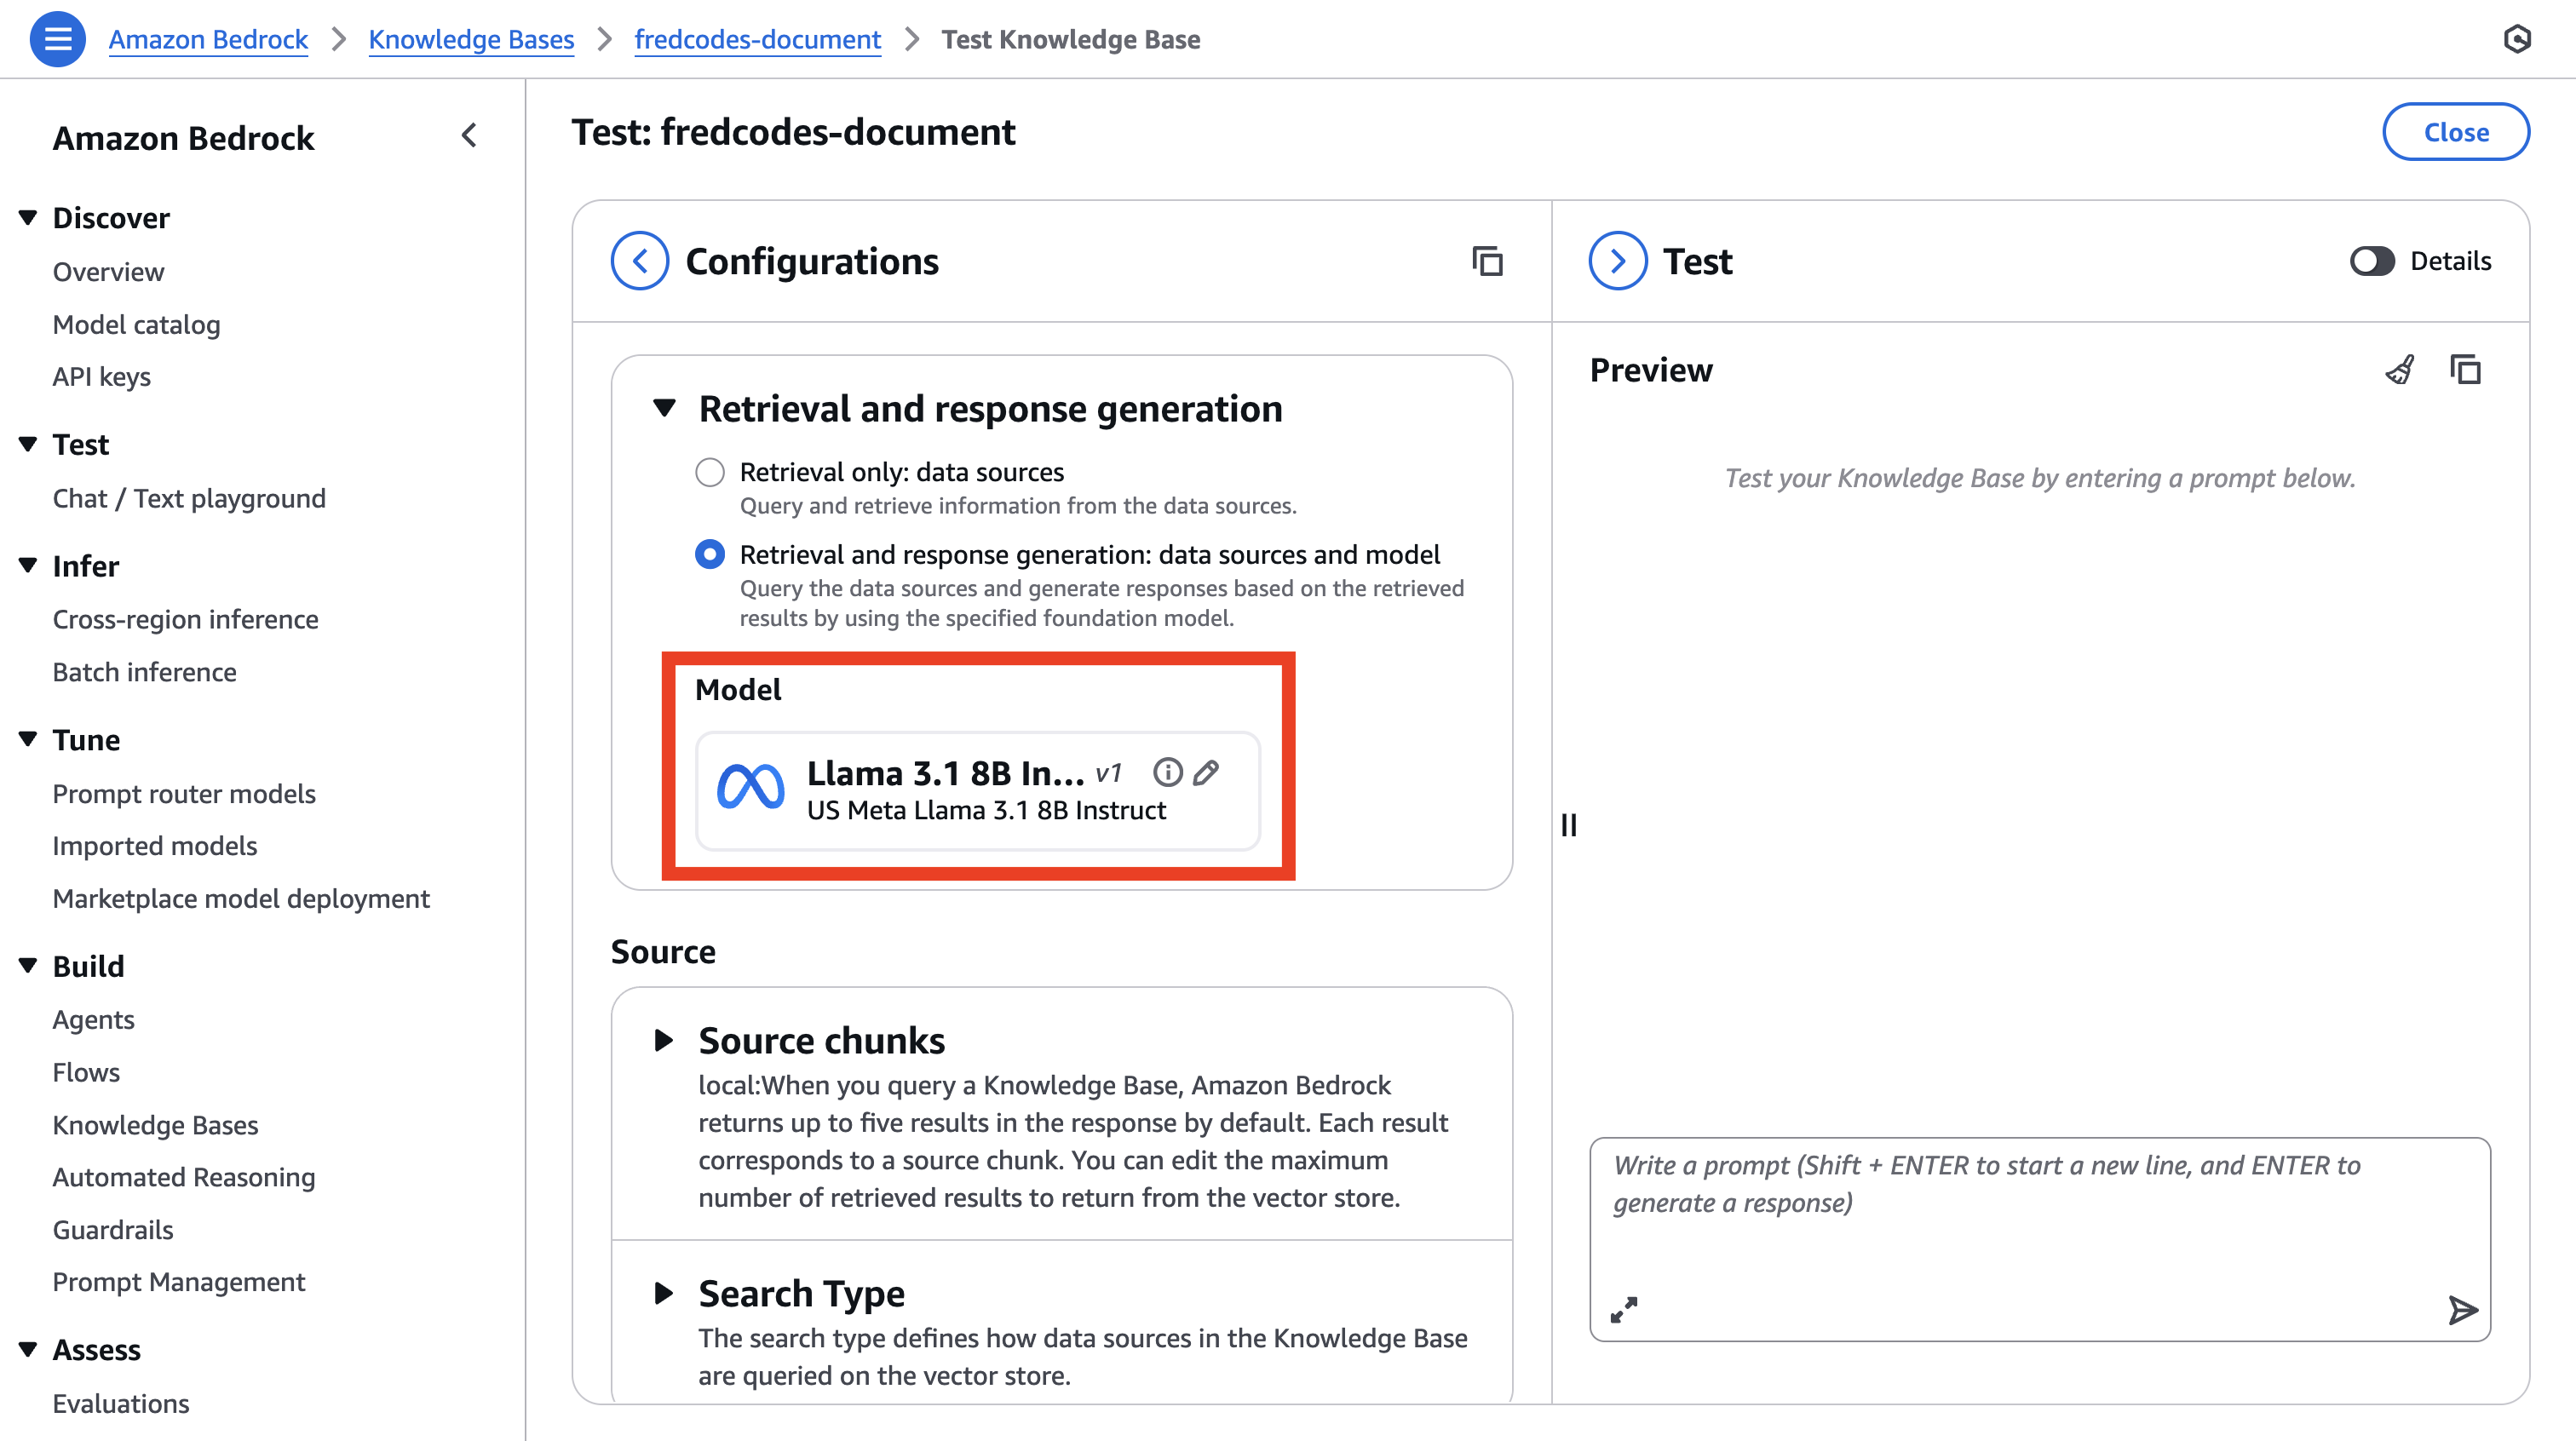 Amazon Bedrock
Knowledge Bases
fredcodes-document
Test Knowledge Base
Amazon Bedrock
Discover
Overview
Model catalog
API keys
Test
Chat / Text playground
Infer
Cross-region inference
Batch inference
Tune
Prompt router models
Imported models
Marketplace model deployment
Build
Agents
Flows
Knowledge Bases
Automated Reasoning
Guardrails
Prompt Management
Assess
Evaluations
Test: fredcodes-document
Close
Configurations
Retrieval and response generation
Retrieval only: data sources
Query and retrieve information from the data sources.
Retrieval and response generation: data sources and model
Query the data sources and generate responses based on the retrieved
results by using the specified foundation model.
Model
Llama 3.1 8B In... v1
US Meta Llama 3.1 8B Instruct
Source
Source chunks
local:When you query a Knowledge Base, Amazon Bedrock
returns up to five results in the response by default. Each result
corresponds to a source chunk. You can edit the maximum
number of retrieved results to return from the vector store.
Search Type
The search type defines how data sources in the Knowledge Base
are queried on the vector store.
Test
Details
Preview
Test your Knowledge Base by entering a prompt below.
Write a prompt (Shift + ENTER to start a new line, and ENTER to
generate a response)